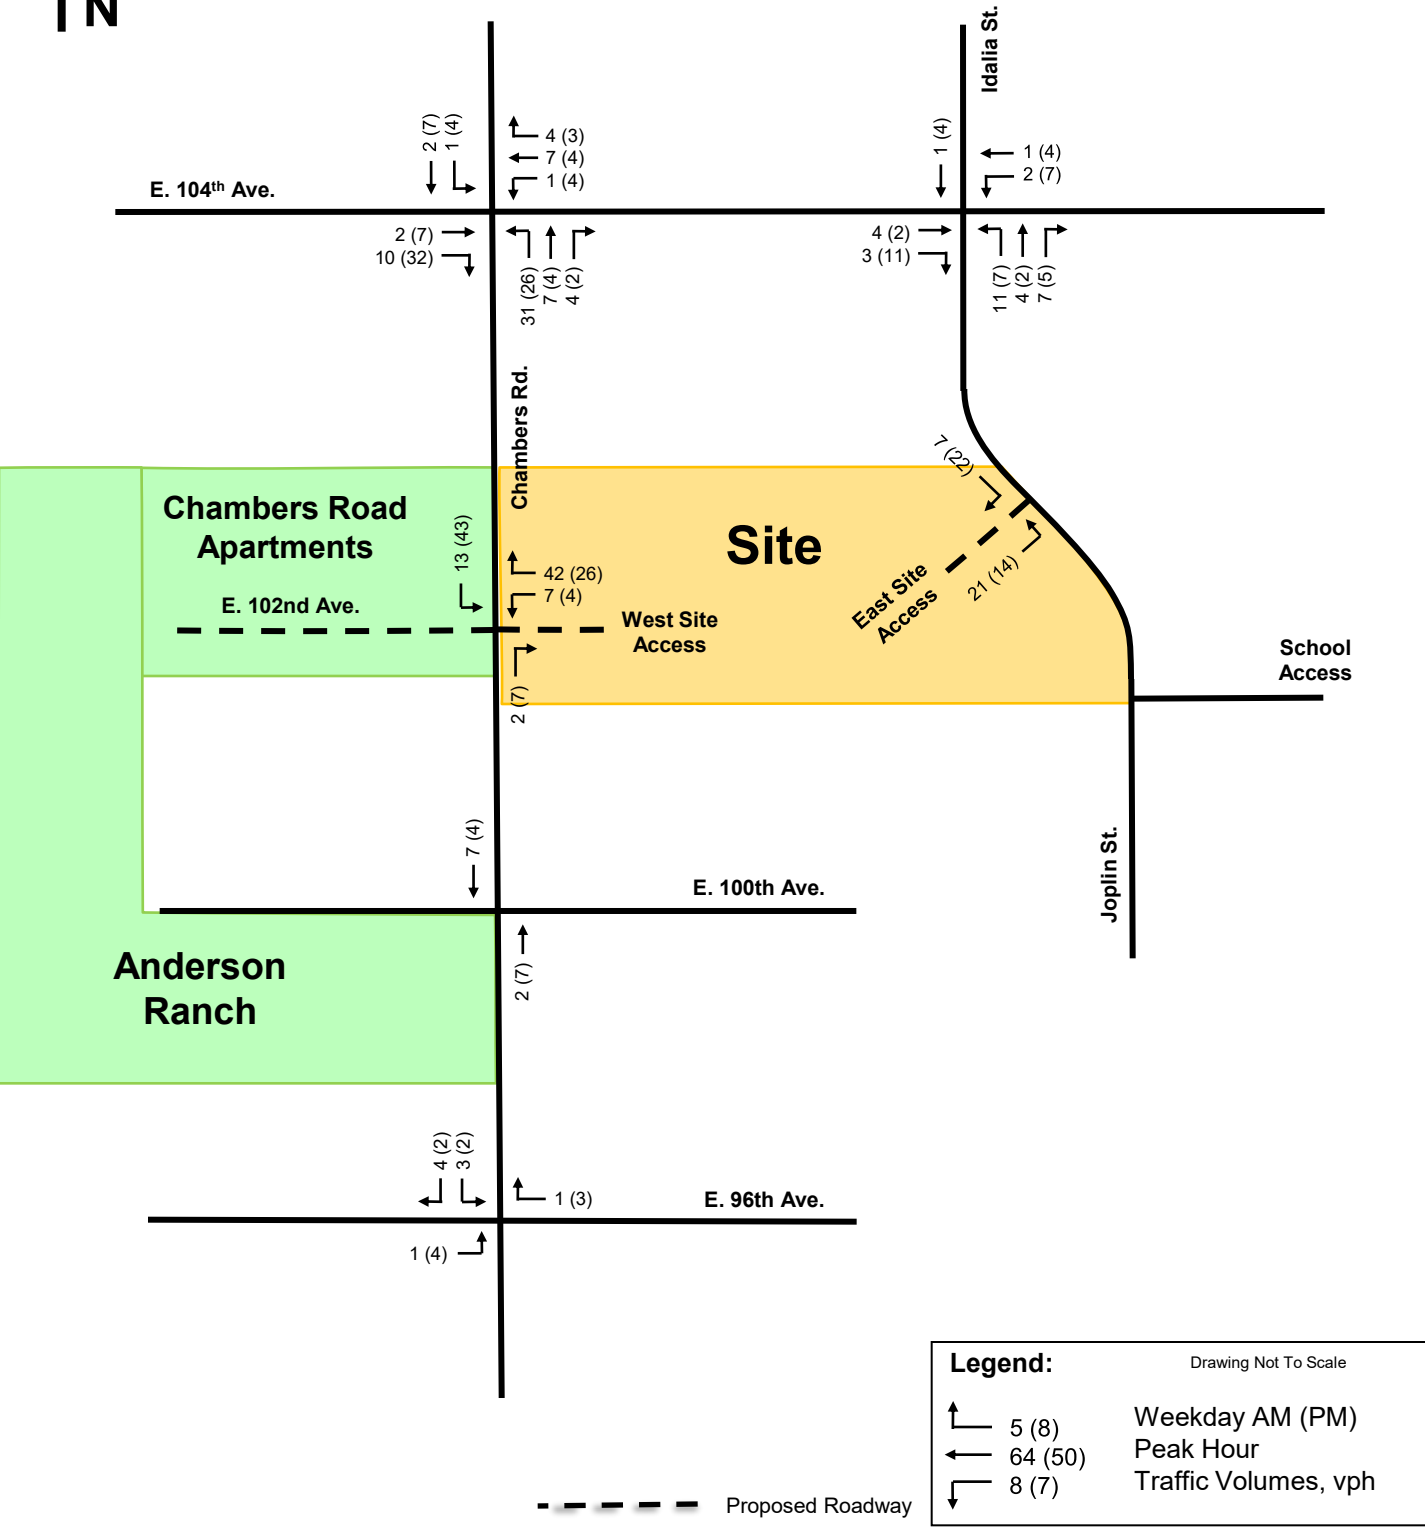 N
Idalia St.
2 (7)
1 (4)
4 (3)
7 (4)
1 (4)
1 (4)
1 (4)
2 (7)
E. 104th Ave.
2 (7)
10 (32)
31 (26)
7 (4)
4 (2)
4 (2)
3 (11)
11 (7)
4 (2)
7 (5)
Chambers Rd.
7 (22)
Chambers Road
Apartments
Site
13 (43)
42 (26)
7 (4)
21 (14)
East Site
Access
E. 102nd Ave.
West Site
Access
School
Access
2 (7)
7 (4)
E. 100th Ave.
Joplin St.
Anderson
Ranch
2 (7)
4 (2)
3 (2)
1 (3)
E. 96th Ave.
1 (4)
Legend:
Drawing Not To Scale
5 (8)
64 (50)
8 (7)
Weekday AM (PM)
Peak Hour
Traffic Volumes, vph
Proposed Roadway